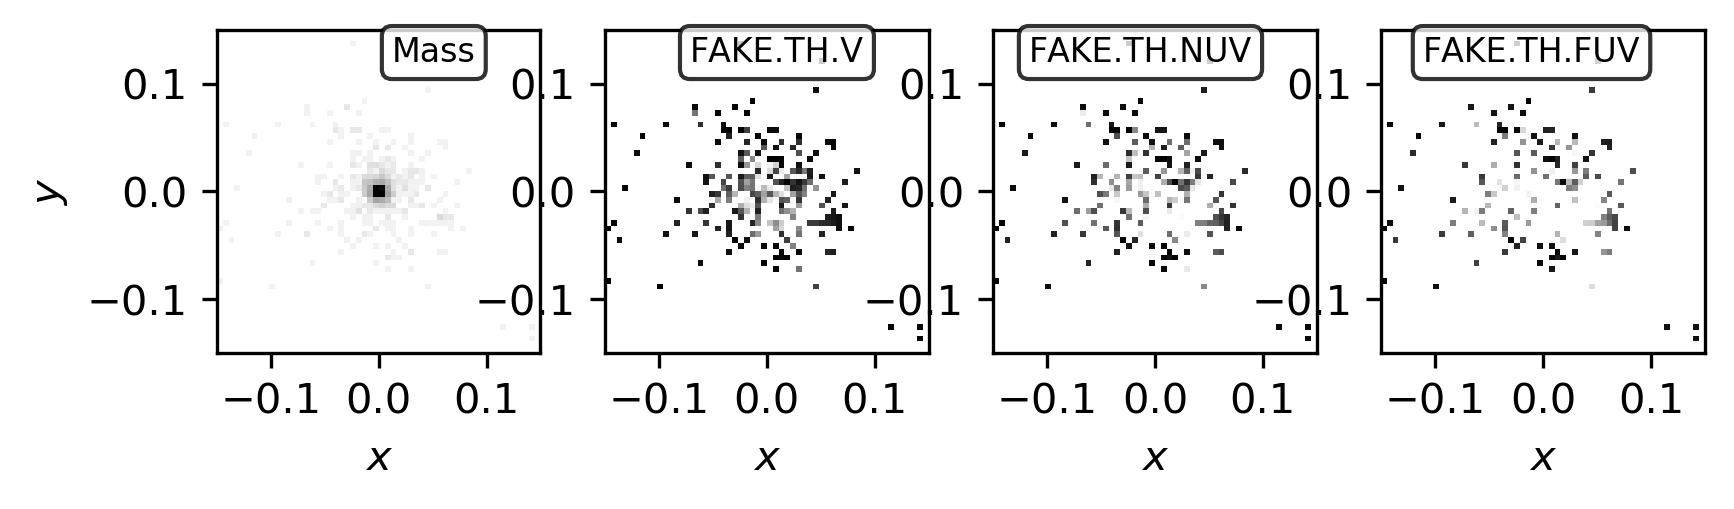 Mass FAKE.TH.V FAKE.TH.NUV FAKE.TH.FUV
0.1 0.1 0.1 0.1
y 0.0 0.0 0.0 0.0
−0.1 −0.1 −0.1 −0.1
−0.1 0.0 0.1 −0.1 0.0 0.1 −0.1 0.0 0.1 −0.1 0.0 0.1
x x x x